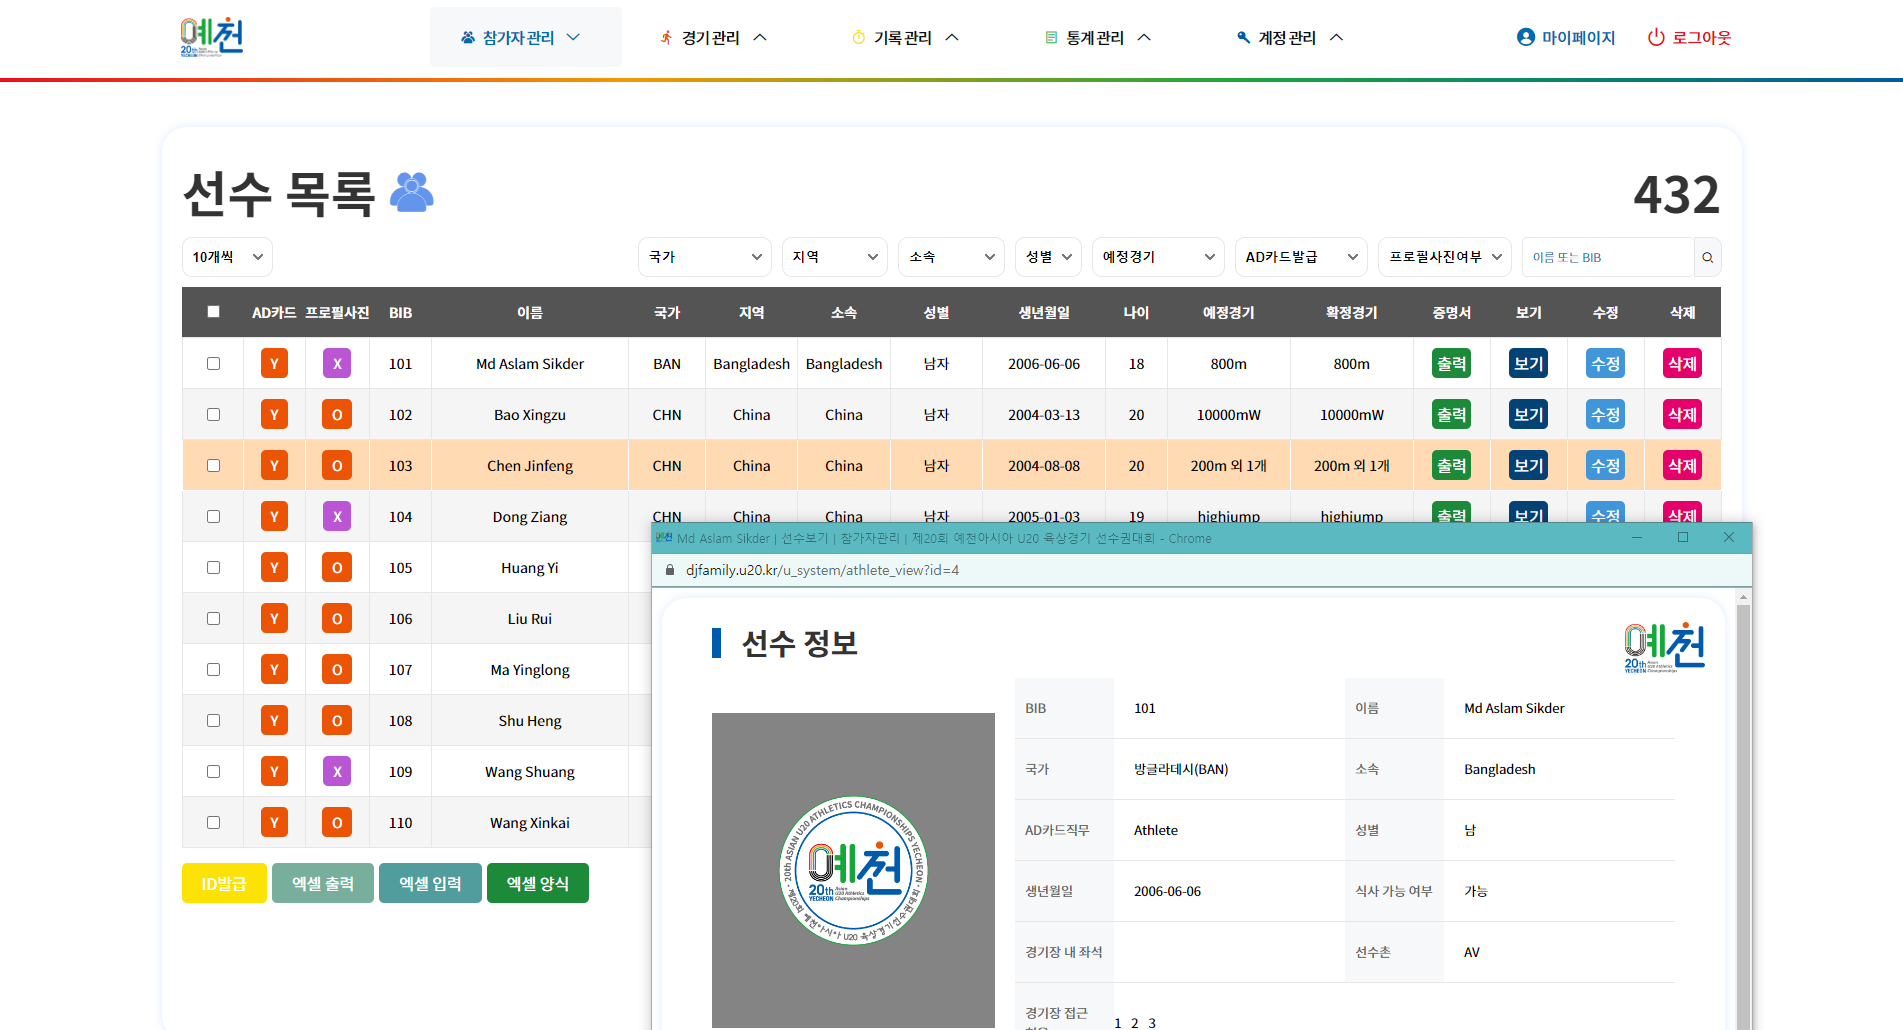 예천
20th
YECHEON
참가자 관리
경기 관리
기록 관리
통계 관리
계정 관리
마이페이지
로그아웃
선수 목록
432
10개씩
국가
지역
소속
성별
예정경기
AD카드발급
프로필사진여부
이름 또는 BIB
AD카드 프로필사진 BIB 이름 국가 지역 소속 성별 생년월일 나이 예정경기 확정경기 증명서 보기 수정 삭제
Y X 101 Md Aslam Sikder BAN Bangladesh Bangladesh 남자 2006-06-06 18 800m 800m 출력 보기 수정 삭제
Y O 102 Bao Xingzu CHN China China 남자 2004-03-13 20 10000mW 10000mW 출력 보기 수정 삭제
Y O 103 Chen Jinfeng CHN China China 남자 2004-08-08 20 200m 외 1개 200m 외 1개 출력 보기 수정 삭제
Y X 104 Dong Ziang CHN China China 남자 2005-01-03 19 highjump highjump 출력 보기 수정 삭제
Y O 105 Huang Yi
Y O 106 Liu Rui
Y O 107 Ma Yinglong
Y O 108 Shu Heng
Y X 109 Wang Shuang
Y O 110 Wang Xinkai
ID발급
엑셀 출력
엑셀 입력
엑셀 양식
Md Aslam Sikder | 선수보기 | 참가자관리 | 제20회 예천아시아 U20 육상경기 선수권대회 - Chrome
djfamily.u20.kr/u_system/athlete_view?id=4
선수 정보
예천
20th Asian U20 Athletics
YECHEON Championships
20th ASIAN U20 ATHLETICS CHAMPIONSHIPS YECHEON
예천
20th Asian U20 Athletics
YECHEON Championships
제20회 예천아시아 U20 육상경기선수권대회
BIB 101 이름 Md Aslam Sikder
국가 방글라데시(BAN) 소속 Bangladesh
AD카드직무 Athlete 성별 남
생년월일 2006-06-06 식사 가능 여부 가능
경기장 내 좌석 선수촌 AV
경기장 접근
1 2 3